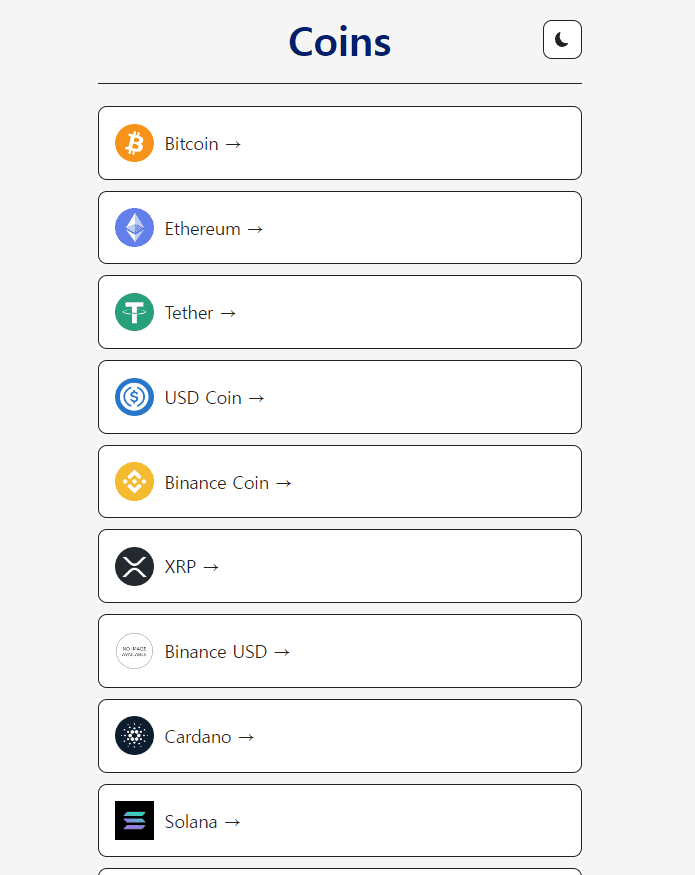 Coins
Bitcoin →
Ethereum →
Tether →
USD Coin →
Binance Coin →
XRP →
NO IMAGE
AVAILABLE
Binance USD →
Cardano →
Solana →